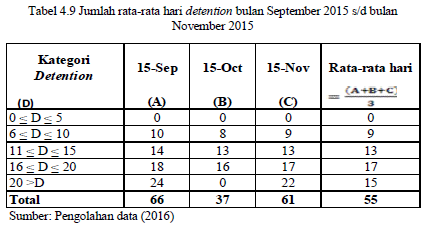 Tabel 4.9 Jumlah rata-rata hari detention bulan September 2015 s/d bulan
November 2015
Kategori Detention (D) 15-Sep (A) 15-Oct (B) 15-Nov (C) Rata-rata hari = (A+B+C) / 3
0 ≤ D ≤ 5 0 0 0 0
6 ≤ D ≤ 10 10 8 9 9
11 ≤ D ≤ 15 14 13 13 13
16 ≤ D ≤ 20 18 16 17 17
20 >D 24 0 22 15
Total 66 37 61 55
Sumber: Pengolahan data (2016)